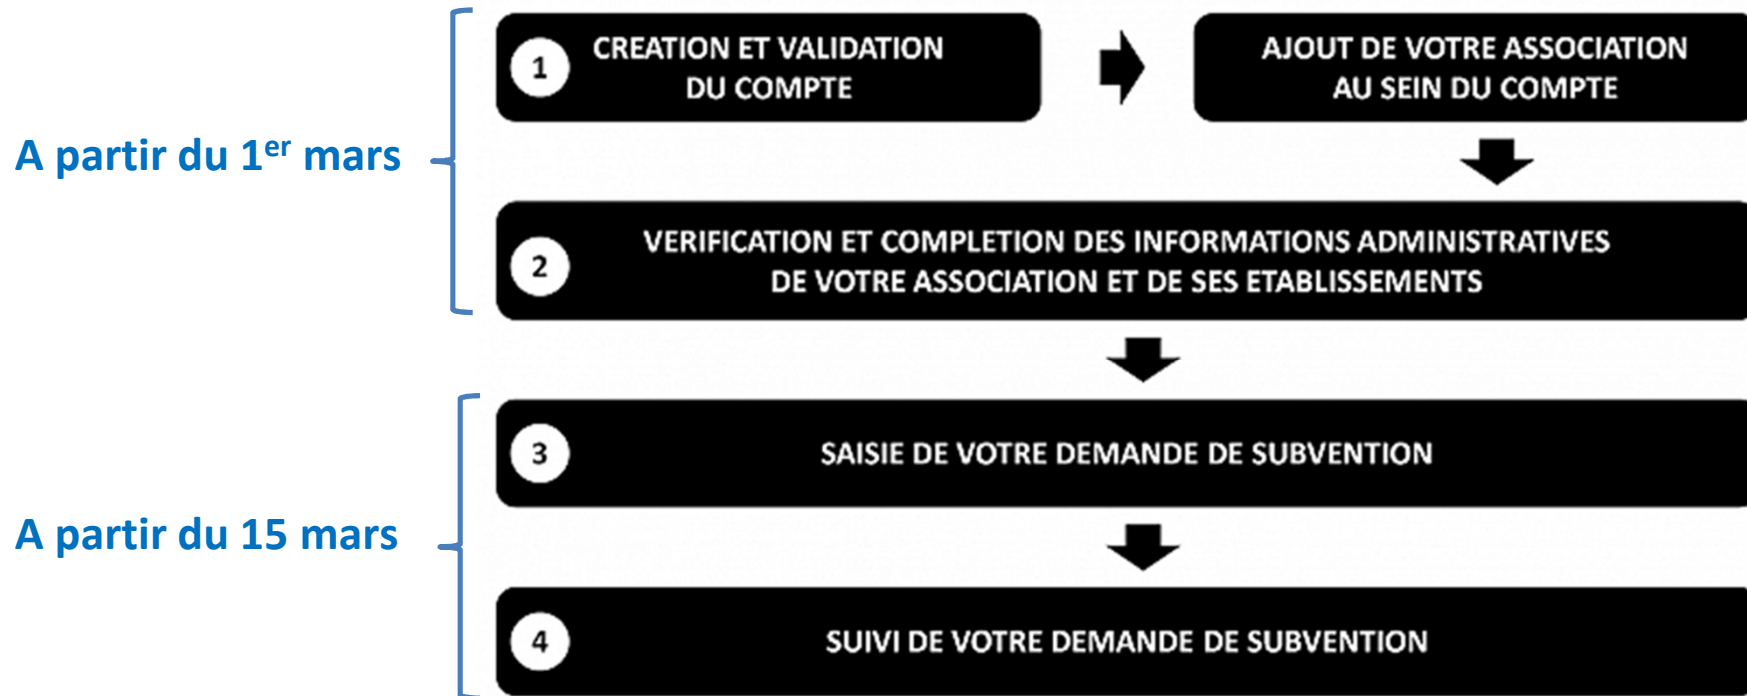 1
CREATION ET VALIDATION
DU COMPTE
AJOUT DE VOTRE ASSOCIATION
AU SEIN DU COMPTE
A partir du 1er mars
2
VERIFICATION ET COMPLETION DES INFORMATIONS ADMINISTRATIVES
DE VOTRE ASSOCIATION ET DE SES ETABLISSEMENTS
3
SAISIE DE VOTRE DEMANDE DE SUBVENTION
A partir du 15 mars
4
SUIVI DE VOTRE DEMANDE DE SUBVENTION